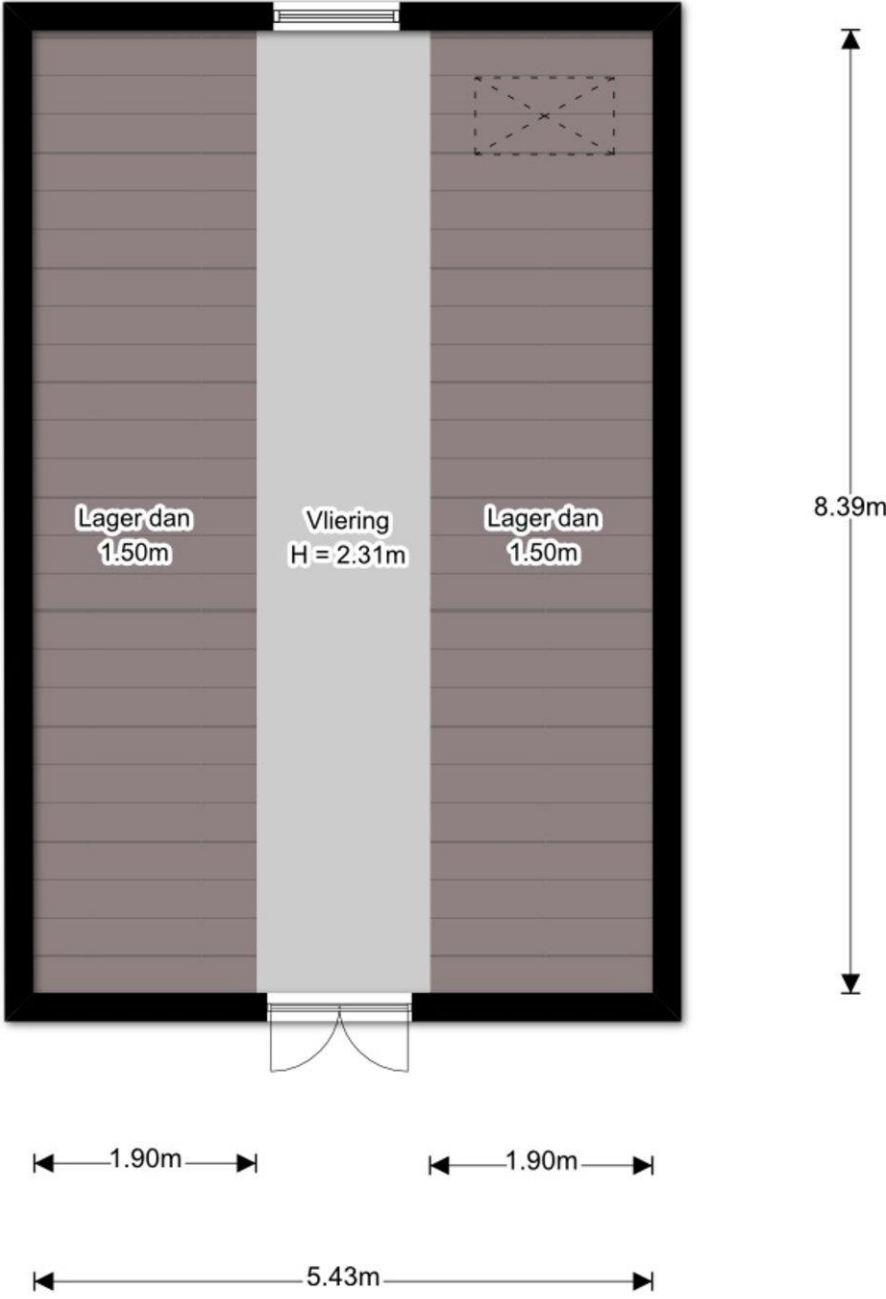 Lager dan
1.50m
Vliering
H = 2.31m
Lager dan
1.50m
8.39m
1.90m
1.90m
5.43m